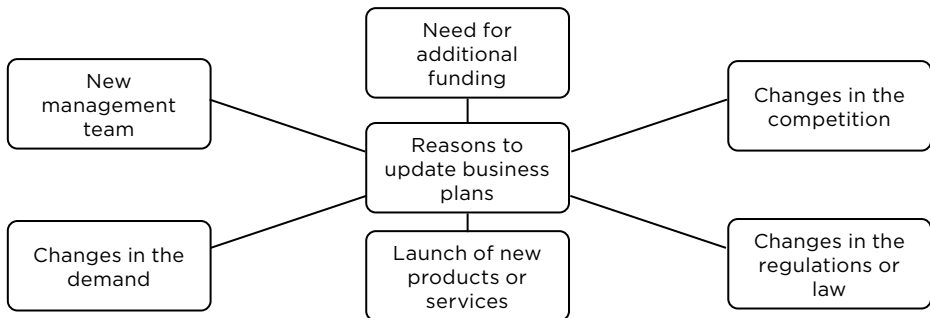 Need for
additional
funding
New
management
team
Changes in the
competition
Reasons to
update business
plans
Changes in the
demand
Launch of new
products or
services
Changes in the
regulations or
law